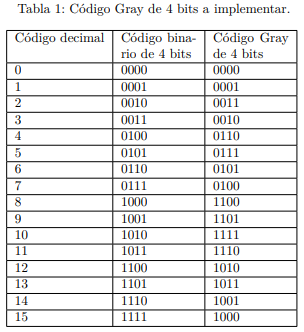 Tabla 1: Código Gray de 4 bits a implementar.
Código decimal Código bina- Código Gray
rio de 4 bits de 4 bits
0 0000 0000
1 0001 0001
2 0010 0011
3 0011 0010
4 0100 0110
5 0101 0111
6 0110 0101
7 0111 0100
8 1000 1100
9 1001 1101
10 1010 1111
11 1011 1110
12 1100 1010
13 1101 1011
14 1110 1001
15 1111 1000